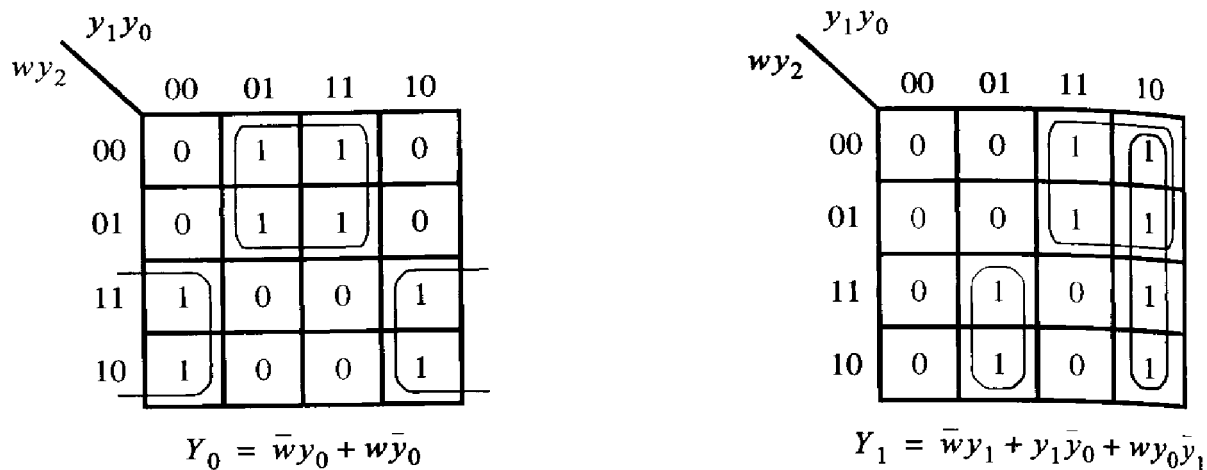 y₁y₀
wy₂
00 01 11 10
00 0 1 1 0
01 0 1 1 0
11 1 0 0 1
10 1 0 0 1
Y₀ = w̄y₀ + wȳ₀
y₁y₀
wy₂
00 01 11 10
00 0 0 1 1
01 0 0 1 1
11 0 1 0 1
10 0 1 0 1
Y₁ = w̄y₁ + y₁ȳ₀ + wy₀ȳ₁